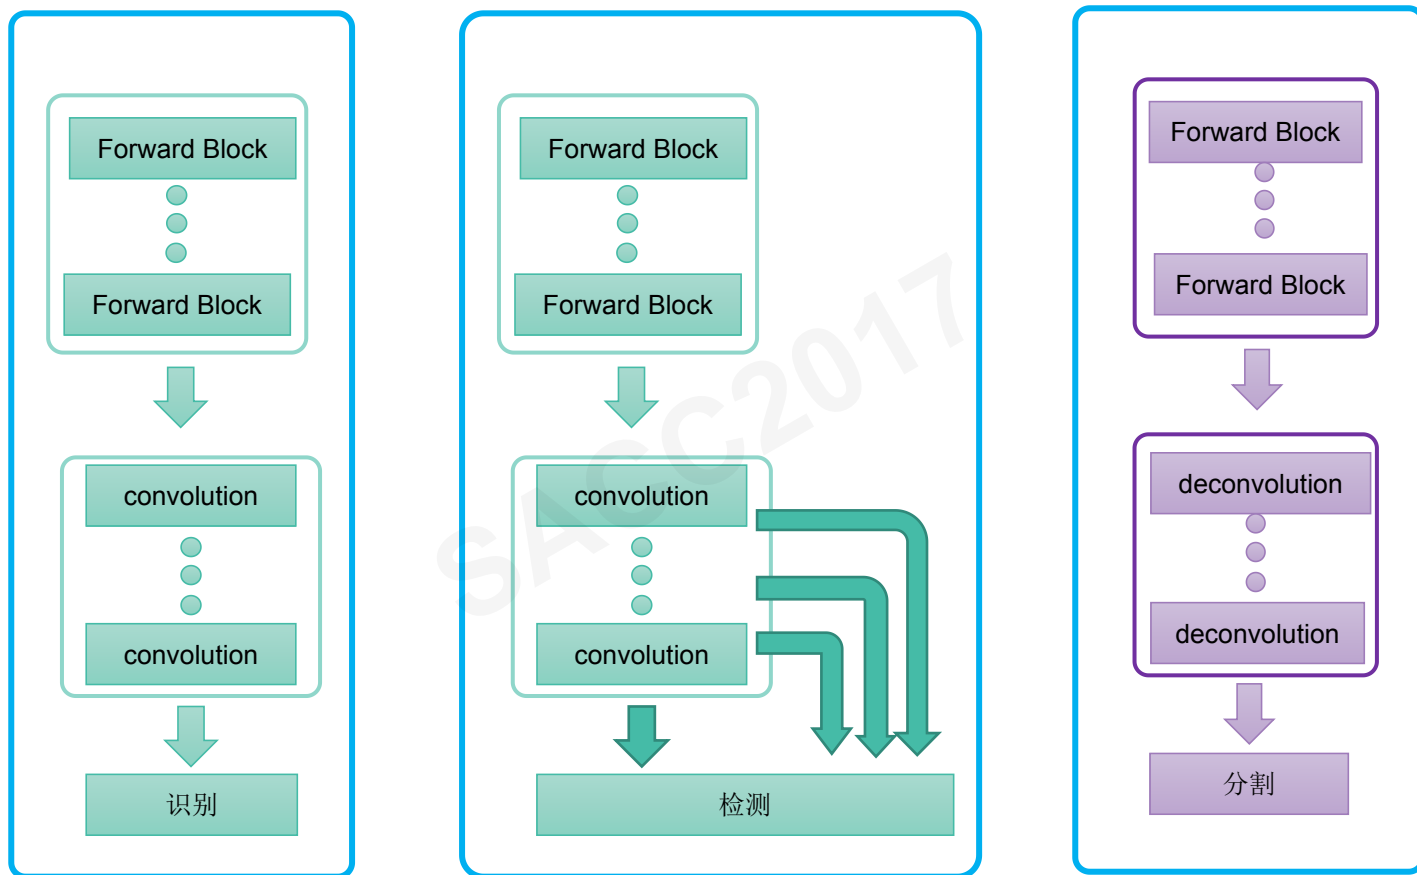 Forward Block
Forward Block
convolution
convolution
识别
Forward Block
Forward Block
convolution
convolution
检测
Forward Block
Forward Block
deconvolution
deconvolution
分割
SACC2017